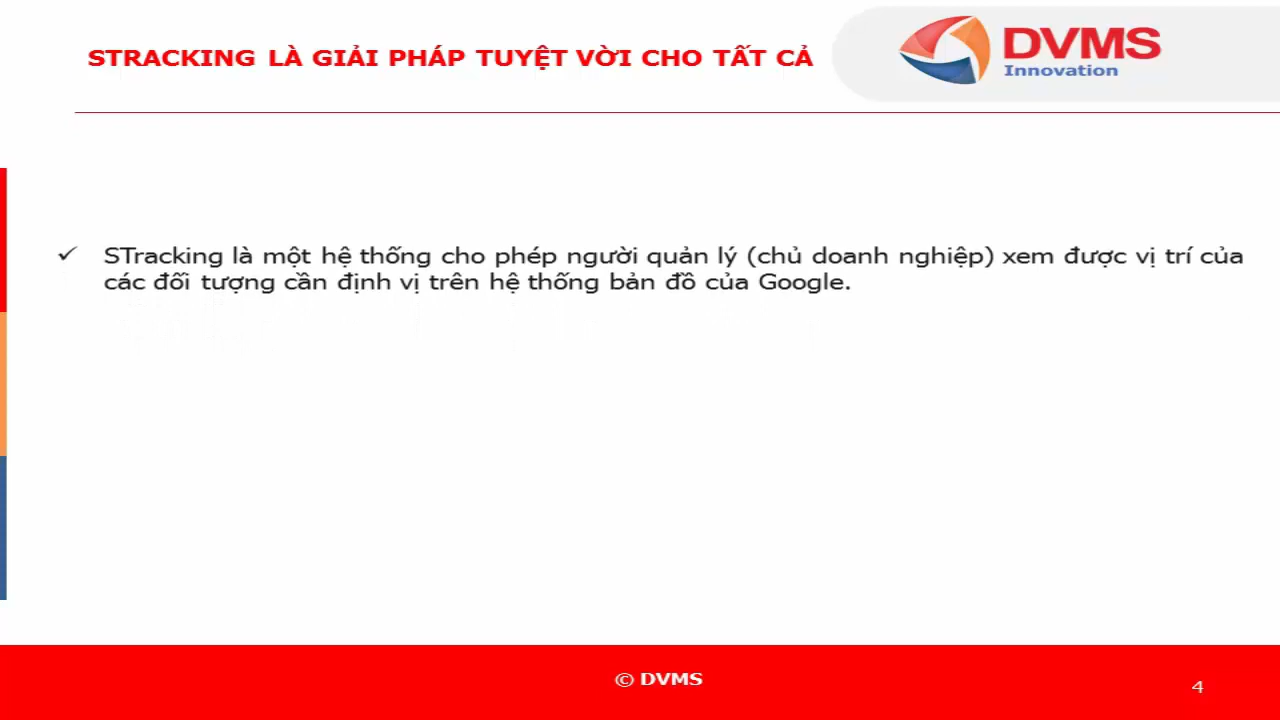 STRACKING LÀ GIẢI PHÁP TUYỆT VỜI CHO TẤT CẢ
DVMS
Innovation
✓ STracking là một hệ thống cho phép người quản lý (chủ doanh nghiệp) xem được vị trí của
các đối tượng cần định vị trên hệ thống bản đồ của Google.
© DVMS
4